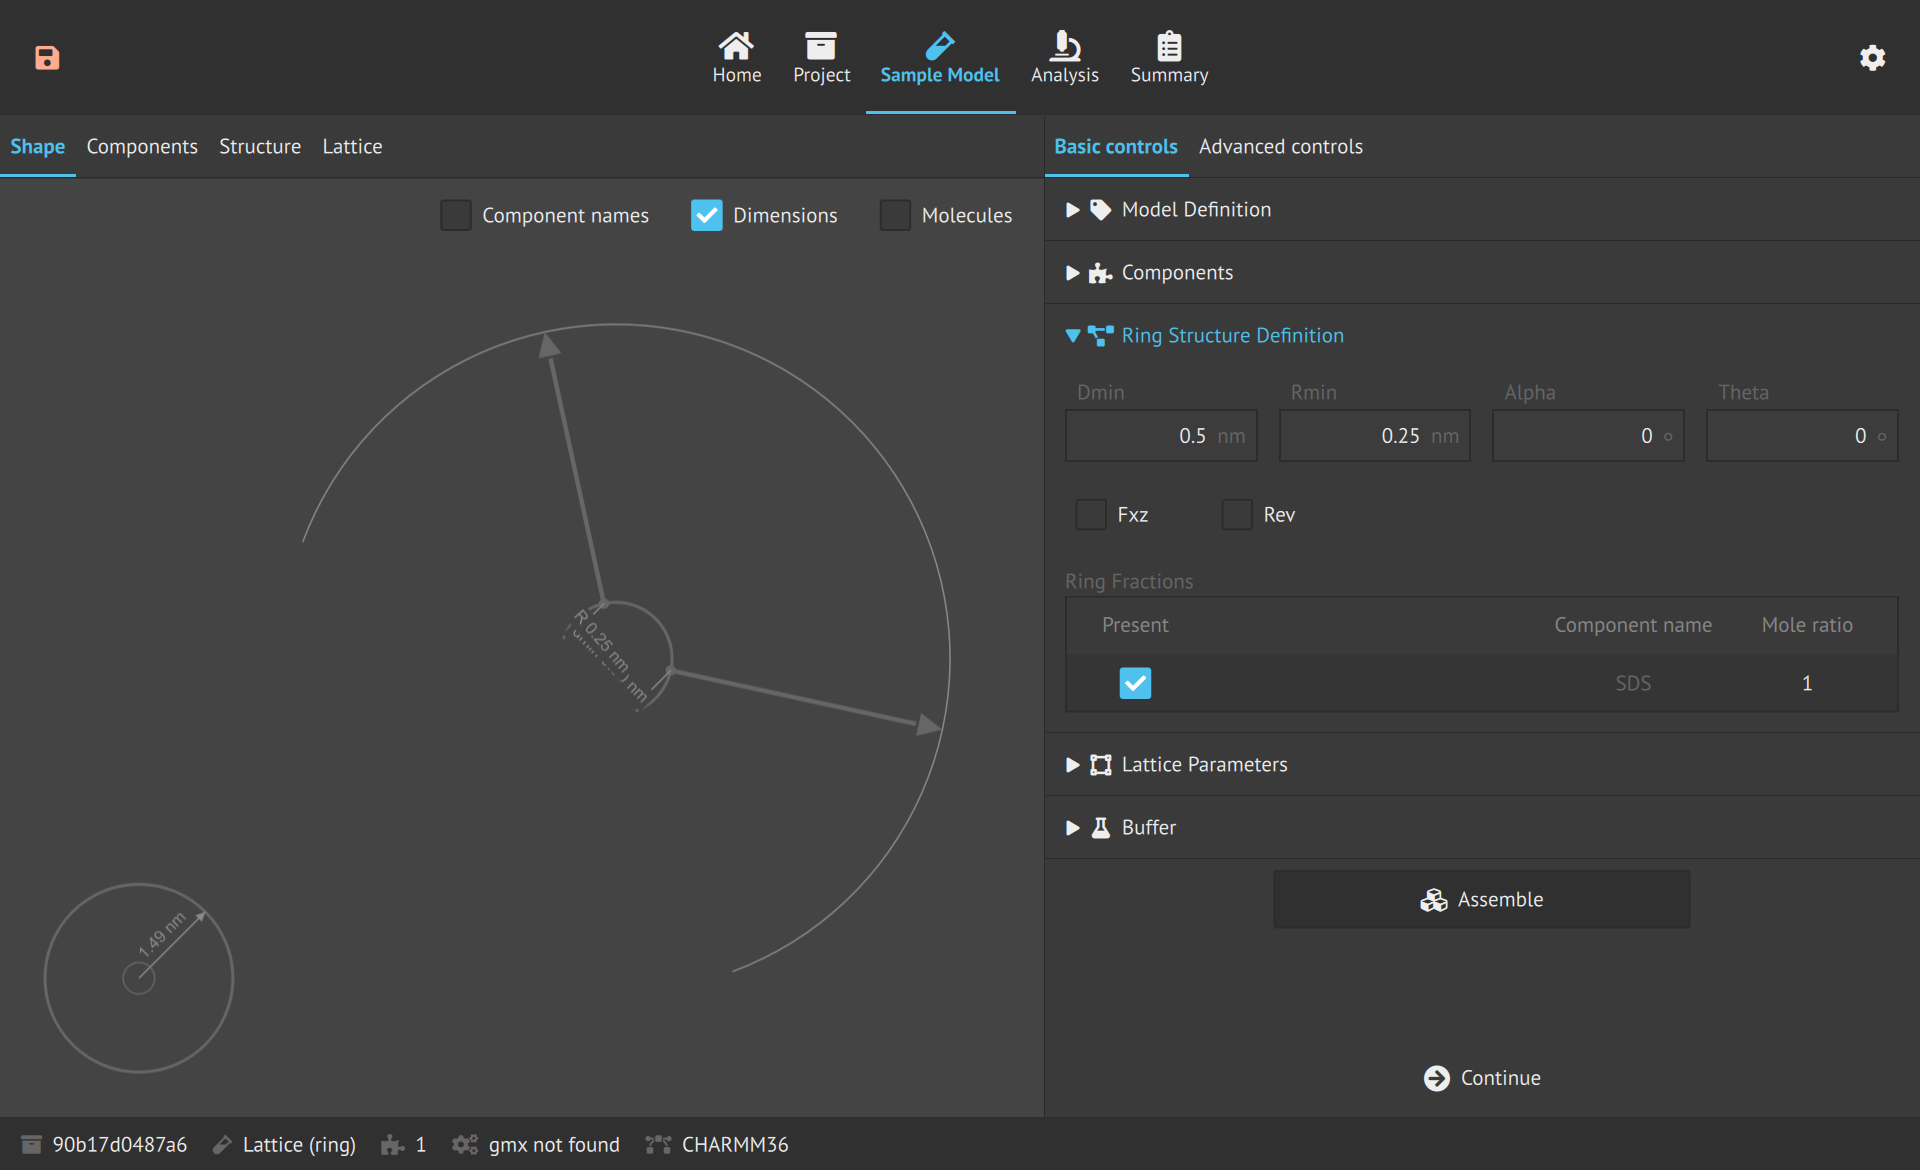 Home Project Sample Model Analysis Summary
Shape Components Structure Lattice
Component names Dimensions Molecules
R 0.25 nm
nm
1.49 nm
Basic controls Advanced controls
Model Definition
Components
Ring Structure Definition
Dmin Rmin Alpha Theta
0.5 nm 0.25 nm 0 ° 0 °
Fxz Rev
Ring Fractions
Present Component name Mole ratio
SDS 1
Lattice Parameters
Buffer
Assemble
Continue
90b17d0487a6 Lattice (ring) 1 gmx not found CHARMM36